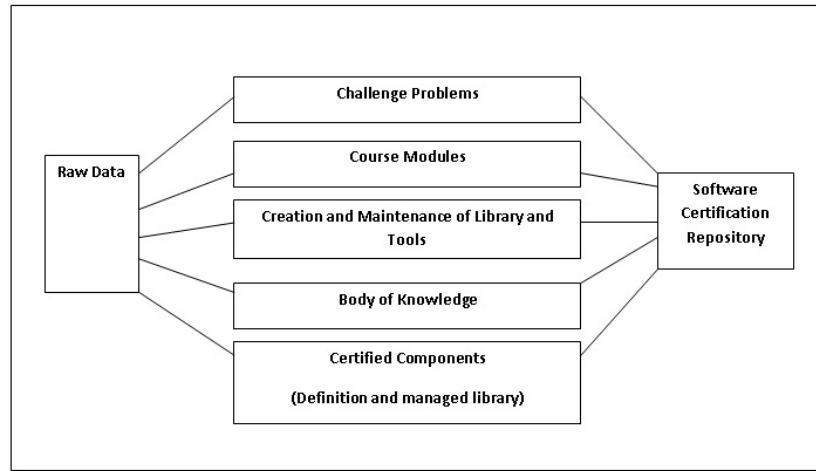 Challenge Problems
Raw Data
Course Modules
Creation and Maintenance of Library and
Tools
Software
Certification
Repository
Body of Knowledge
Certified Components
(Definition and managed library)